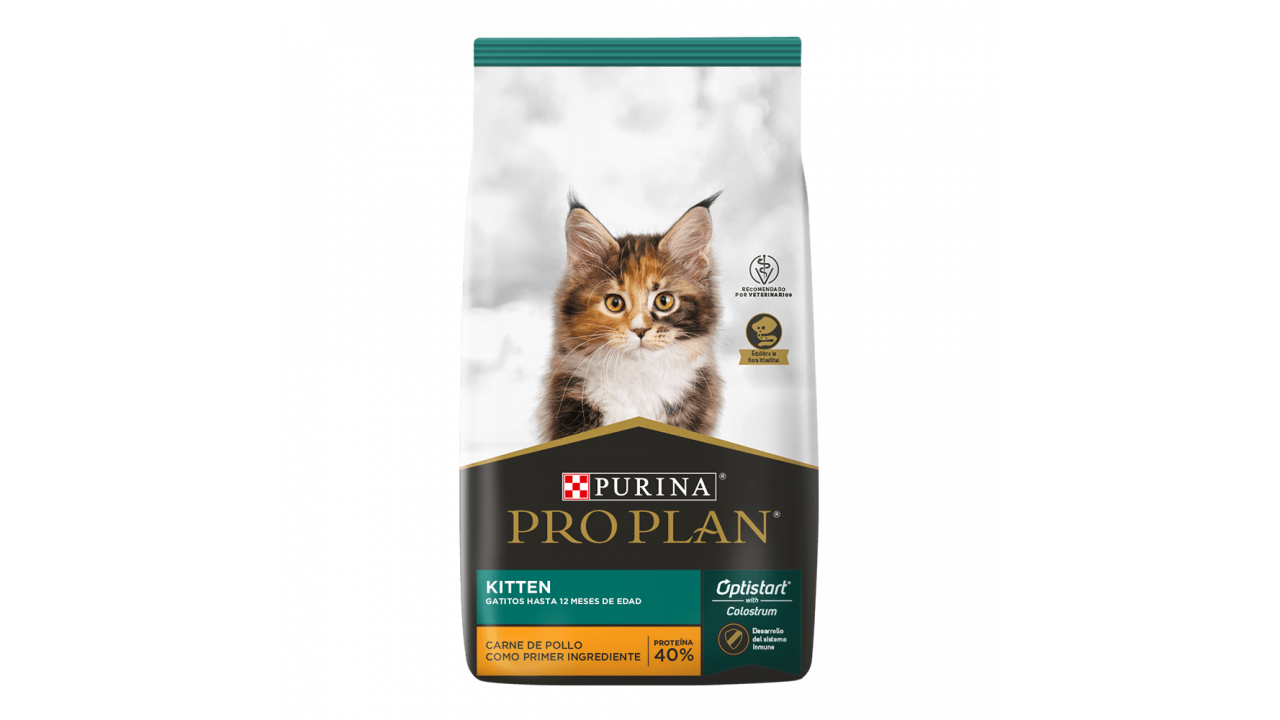 RECOMENDADO
POR VETERINARIOS
Equilibra la
flora intestinal
PURINA®
PRO PLAN®
KITTEN
GATITOS HASTA 12 MESES DE EDAD
CARNE DE POLLO
COMO PRIMER INGREDIENTE
PROTEÍNA
40%
Optistart®
with
Colostrum
Desarrollo
del sistema
inmune